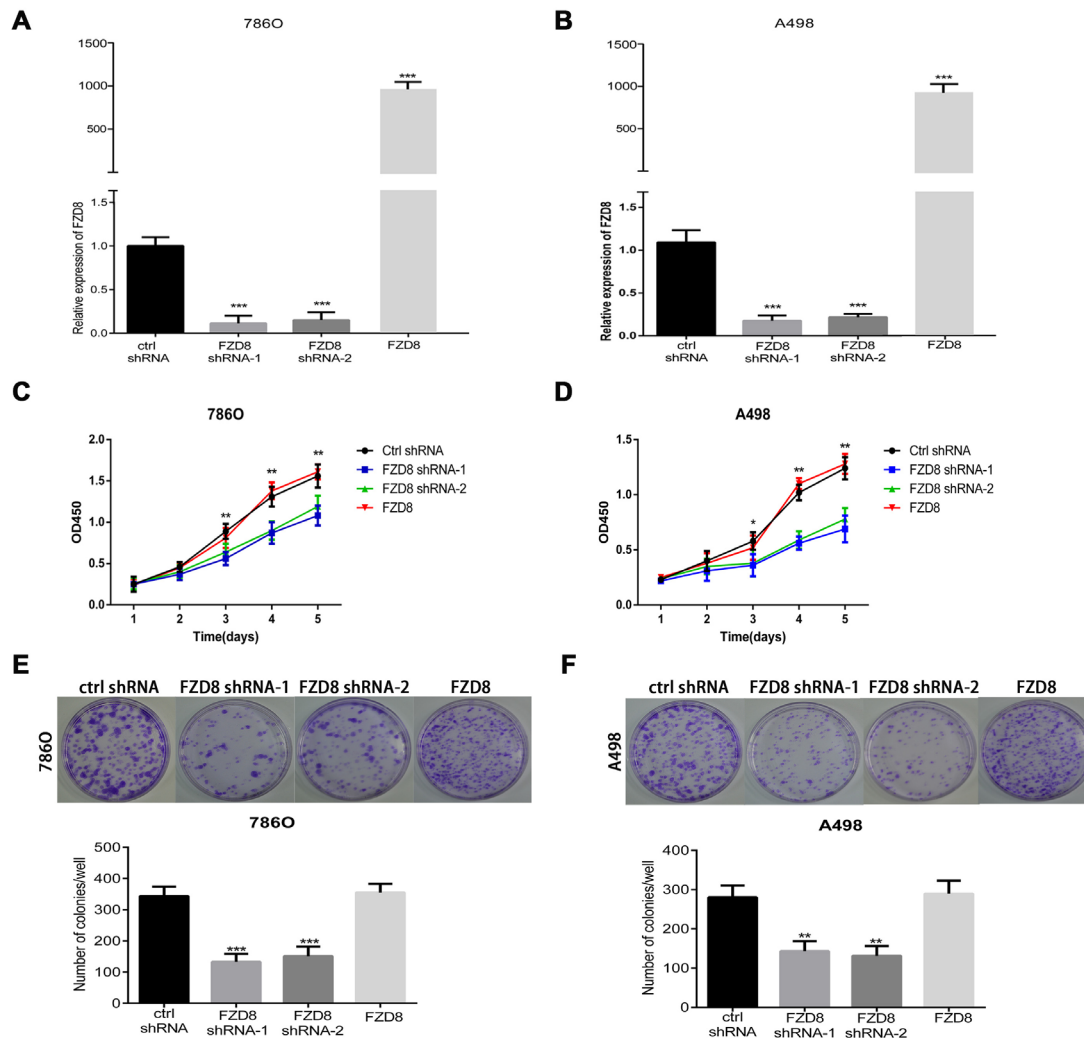 A
786O
1500
1000
500
1.5
1.0
0.5
0.0
Relative expression of FZD8
***
***
***
ctrl
shRNA
FZD8
shRNA-1
FZD8
shRNA-2
FZD8
B
A498
1500
1000
500
1.5
1.0
0.5
0.0
Relative expression of FZD8
***
***
***
ctrl
shRNA
FZD8
shRNA-1
FZD8
shRNA-2
FZD8
C
786O
2.0
1.5
1.0
0.5
0.0
OD450
**
**
**
1 2 3 4 5
Time(days)
Ctrl shRNA
FZD8 shRNA-1
FZD8 shRNA-2
FZD8
D
A498
1.5
1.0
0.5
0.0
OD450
*
**
**
1 2 3 4 5
Time(days)
Ctrl shRNA
FZD8 shRNA-1
FZD8 shRNA-2
FZD8
E
ctrl shRNA FZD8 shRNA-1 FZD8 shRNA-2 FZD8
786O
786O
500
400
300
200
100
0
Number of colonies/well
***
***
ctrl
shRNA
FZD8
shRNA-1
FZD8
shRNA-2
FZD8
F
ctrl shRNA FZD8 shRNA-1 FZD8 shRNA-2 FZD8
A498
A498
400
300
200
100
0
Number of colonies/well
**
**
ctrl
shRNA
FZD8
shRNA-1
FZD8
shRNA-2
FZD8